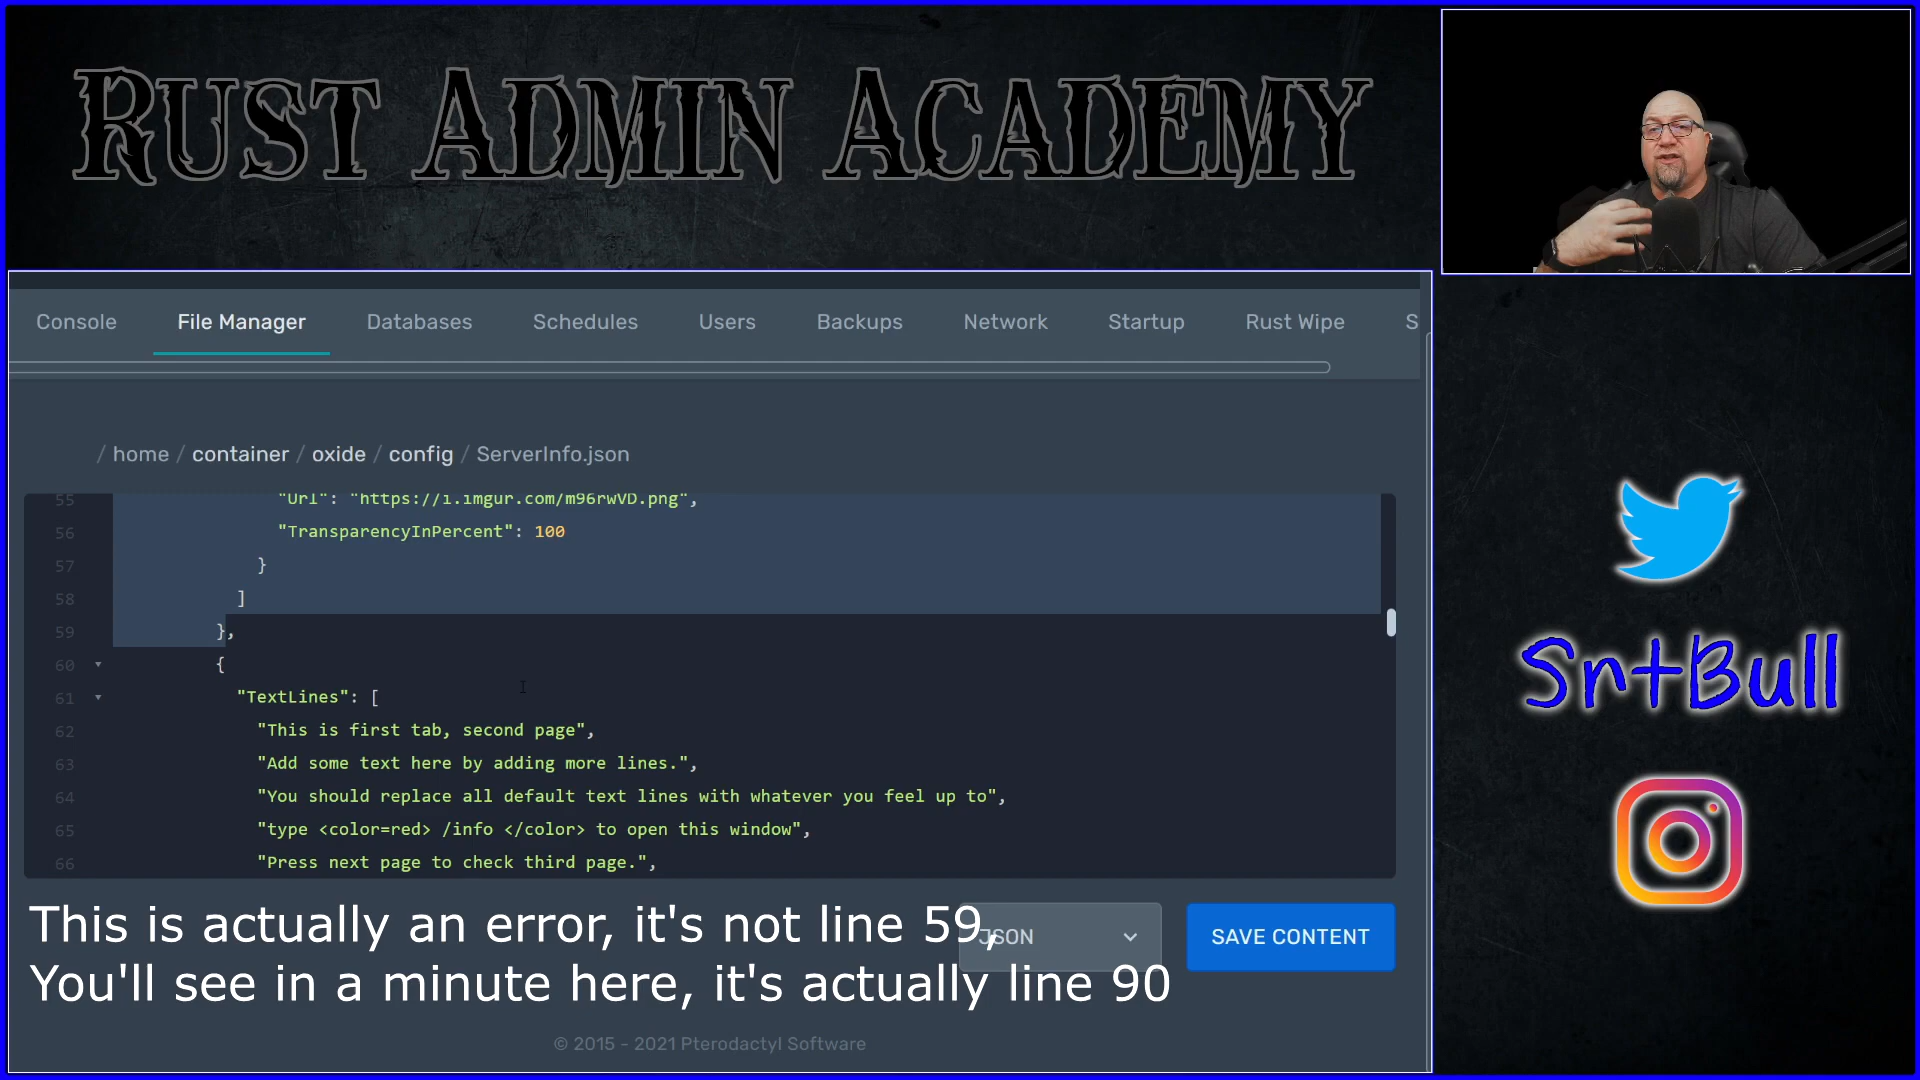 RUST ADMIN ACADEMY
Console File Manager Databases Schedules Users Backups Network Startup Rust Wipe S
/ home / container / oxide / config / ServerInfo.json
55 "Url": "https://i.imgur.com/m96rwVD.png",
56 "TransparencyInPercent": 100
57 }
58 ]
59 },
60 {
61 "TextLines": [
62 "This is first tab, second page",
63 "Add some text here by adding more lines.",
64 "You should replace all default text lines with whatever you feel up to",
65 "type <color=red> /info </color> to open this window",
66 "Press next page to check third page.",
This is actually an error, it's not line 59,
You'll see in a minute here, it's actually line 90
JSON
SAVE CONTENT
© 2015 - 2021 Pterodactyl Software
SntBull